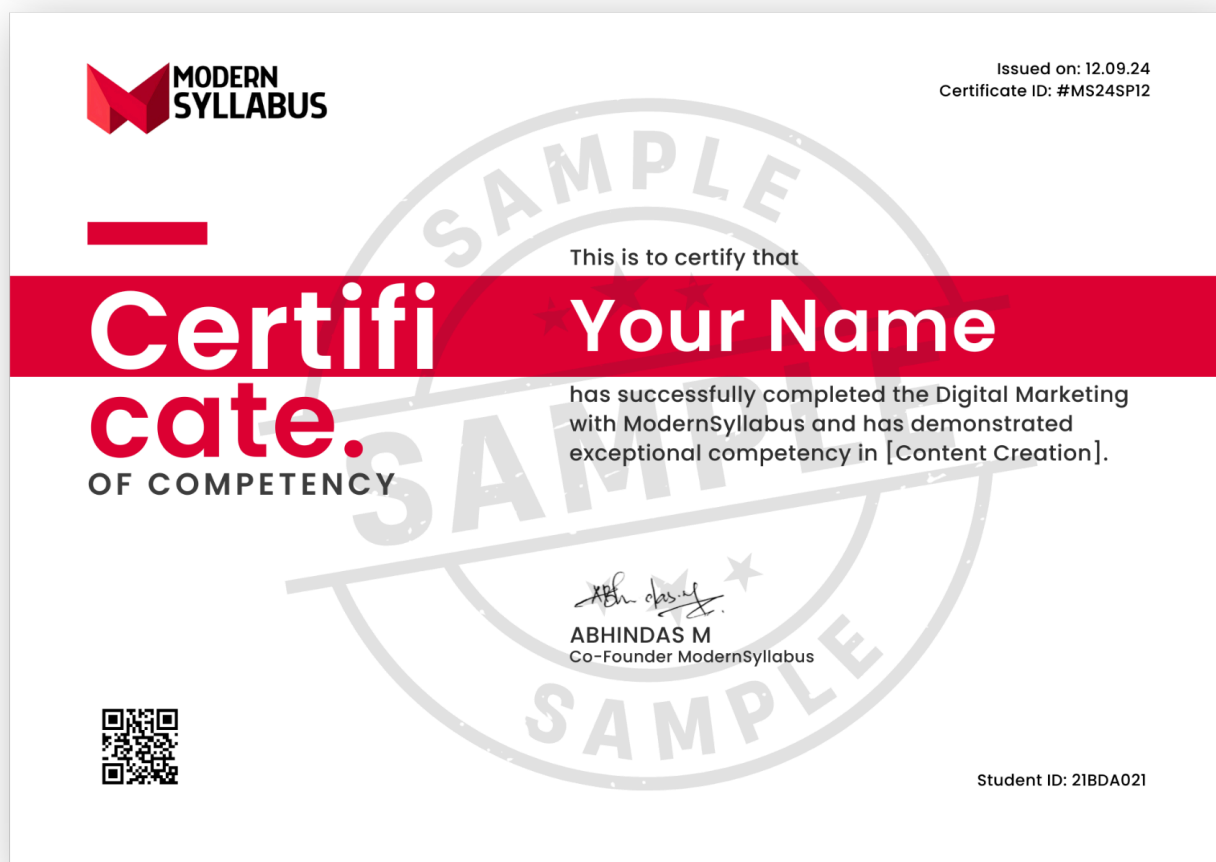 MODERN
SYLLABUS
Issued on: 12.09.24
Certificate ID: #MS24SP12
SAMPLE
This is to certify that
Certifi
cate.
OF COMPETENCY
Your Name
has successfully completed the Digital Marketing
with ModernSyllabus and has demonstrated
exceptional competency in [Content Creation].
SAMPLE
Abhindas.M
ABHINDAS M
Co-Founder ModernSyllabus
SAMPLE
Student ID: 21BDA021